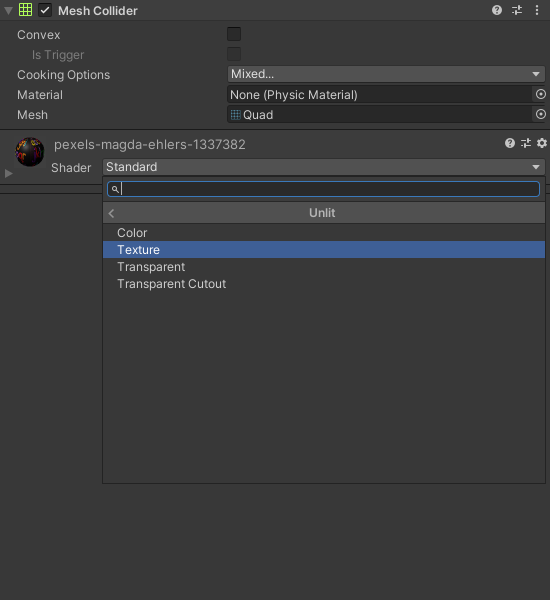 Mesh Collider
Convex
Is Trigger
Cooking Options Mixed...
Material None (Physic Material)
Mesh Quad
pexels-magda-ehlers-1337382
Shader Standard
Unlit
Color
Texture
Transparent
Transparent Cutout